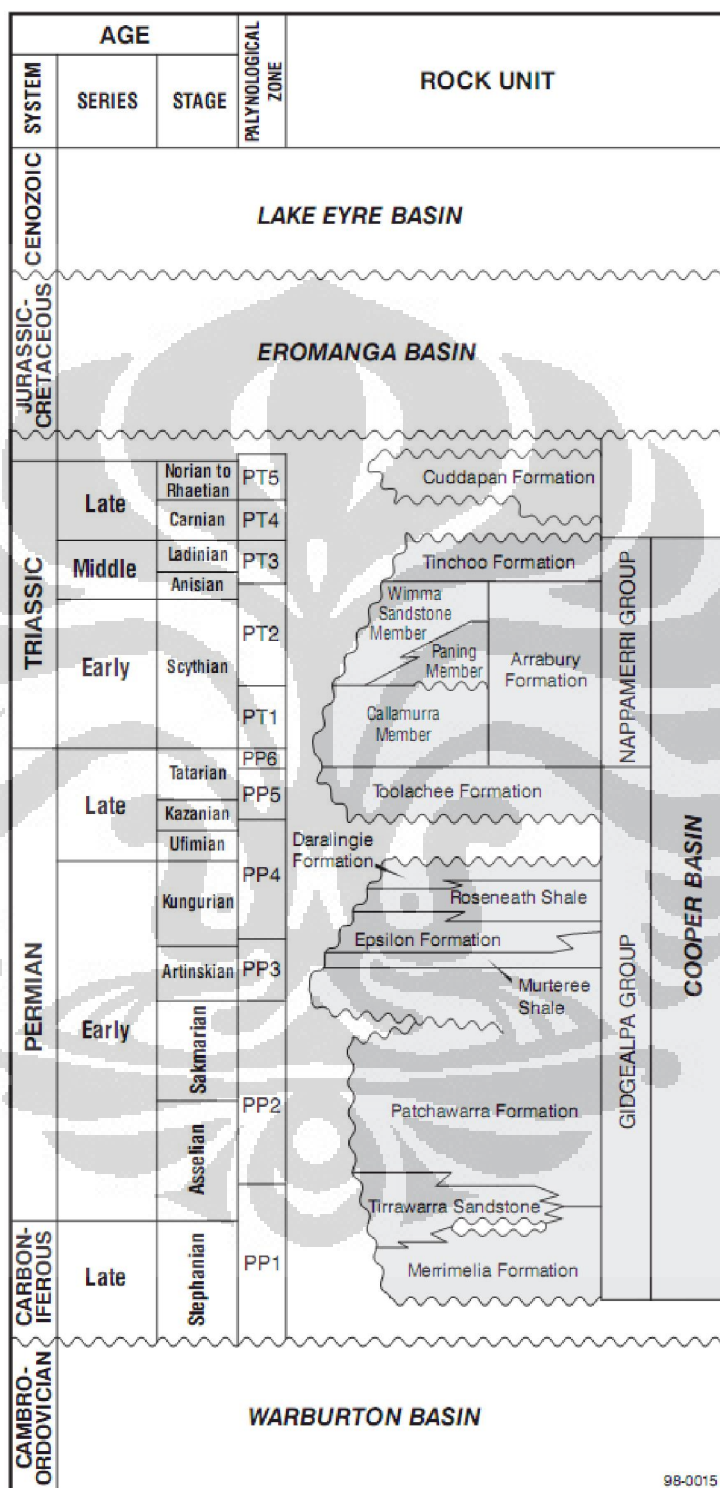 AGE
SYSTEM
SERIES
STAGE
PALYNOLOGICAL
ZONE
ROCK UNIT
CENOZOIC
LAKE EYRE BASIN
JURASSIC-
CRETACEOUS
EROMANGA BASIN
TRIASSIC
Late
Norian to
Rhaetian
PT5
Cuddapan Formation
Carnian
PT4
Middle
Ladinian
PT3
Tinchoo Formation
Anisian
Early
Scythian
PT2
Wimma
Sandstone
Member
Paning
Member
Arrabury
Formation
NAPPAMERRI GROUP
PT1
Callamurra
Member
PERMIAN
Late
Tatarian
PP6
PP5
Toolachee Formation
Kazanian
Ufimian
Daralingie
Formation
PP4
Early
Kungurian
Roseneath Shale
Epsilon Formation
Artinskian
PP3
Murteree
Shale
COOPER BASIN
GIDGEALPA GROUP
Sakmarian
PP2
Patchawarra Formation
Asselian
Tirrawarra Sandstone
CARBON-
IFEROUS
Late
Stephanian
PP1
Merrimelia Formation
CAMBRO-
ORDOVICIAN
WARBURTON BASIN
98-0015